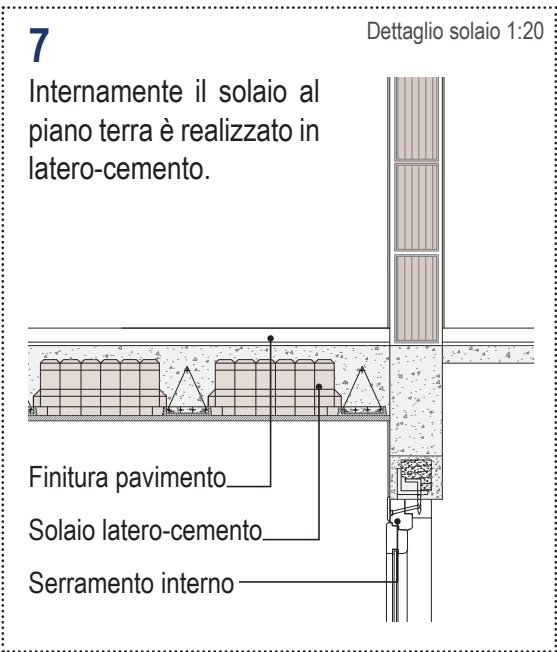 7
Dettaglio solaio 1:20
Internamente il solaio al
piano terra è realizzato in
latero-cemento.
Finitura pavimento
Solaio latero-cemento
Serramento interno